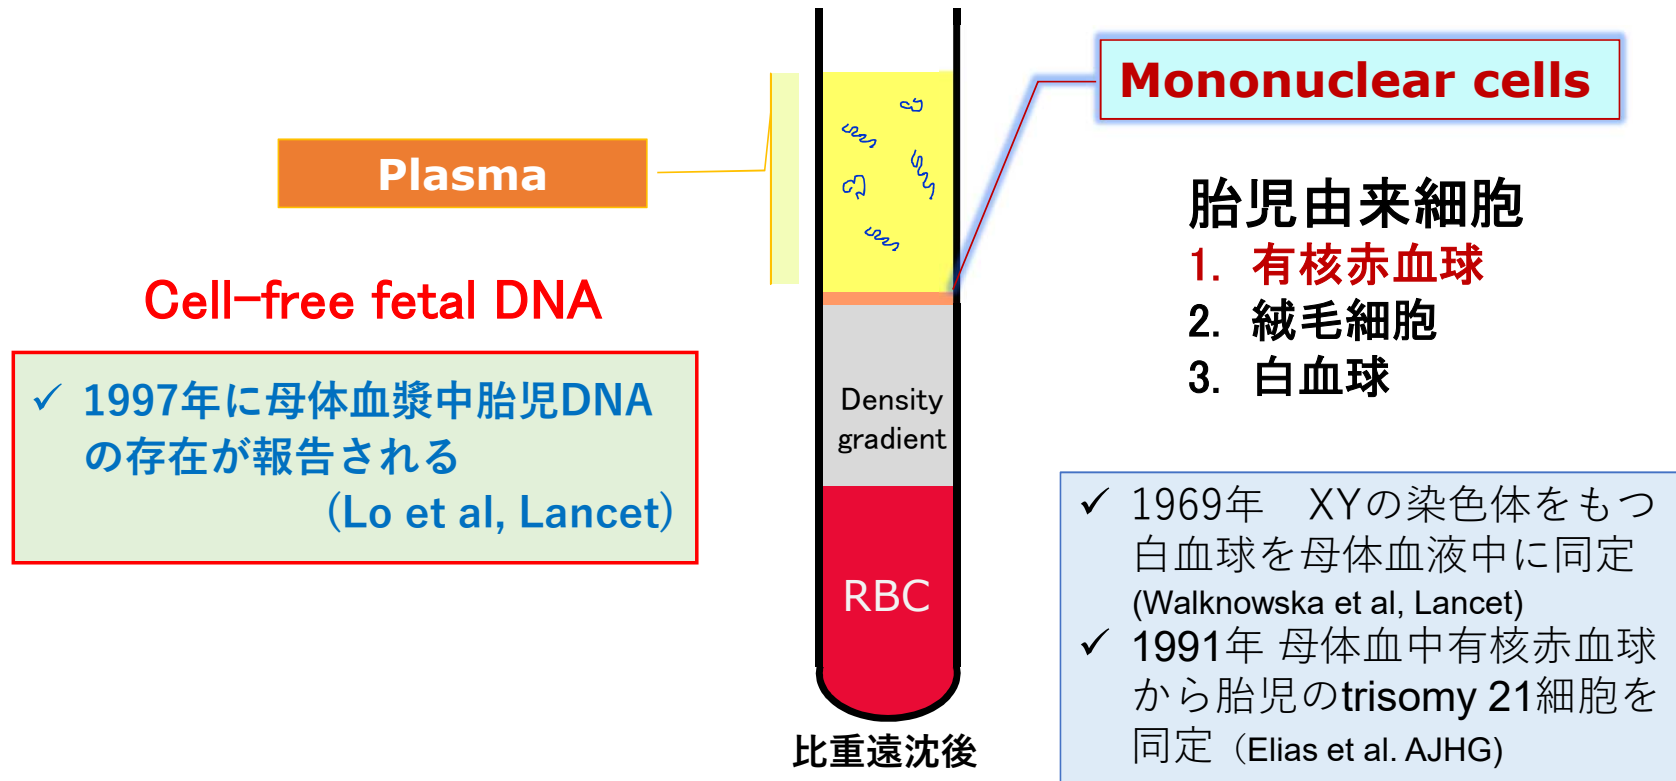 Plasma
Cell-free fetal DNA
✓ 1997年に母体血漿中胎児DNA
の存在が報告される
(Lo et al, Lancet)
Density
gradient
RBC
比重遠沈後
Mononuclear cells
胎児由来細胞
1. 有核赤血球
2. 絨毛細胞
3. 白血球
✓ 1969年　XYの染色体をもつ
白血球を母体血液中に同定
(Walknowska et al, Lancet)
✓ 1991年 母体血中有核赤血球
から胎児のtrisomy 21細胞を
同定（Elias et al. AJHG)